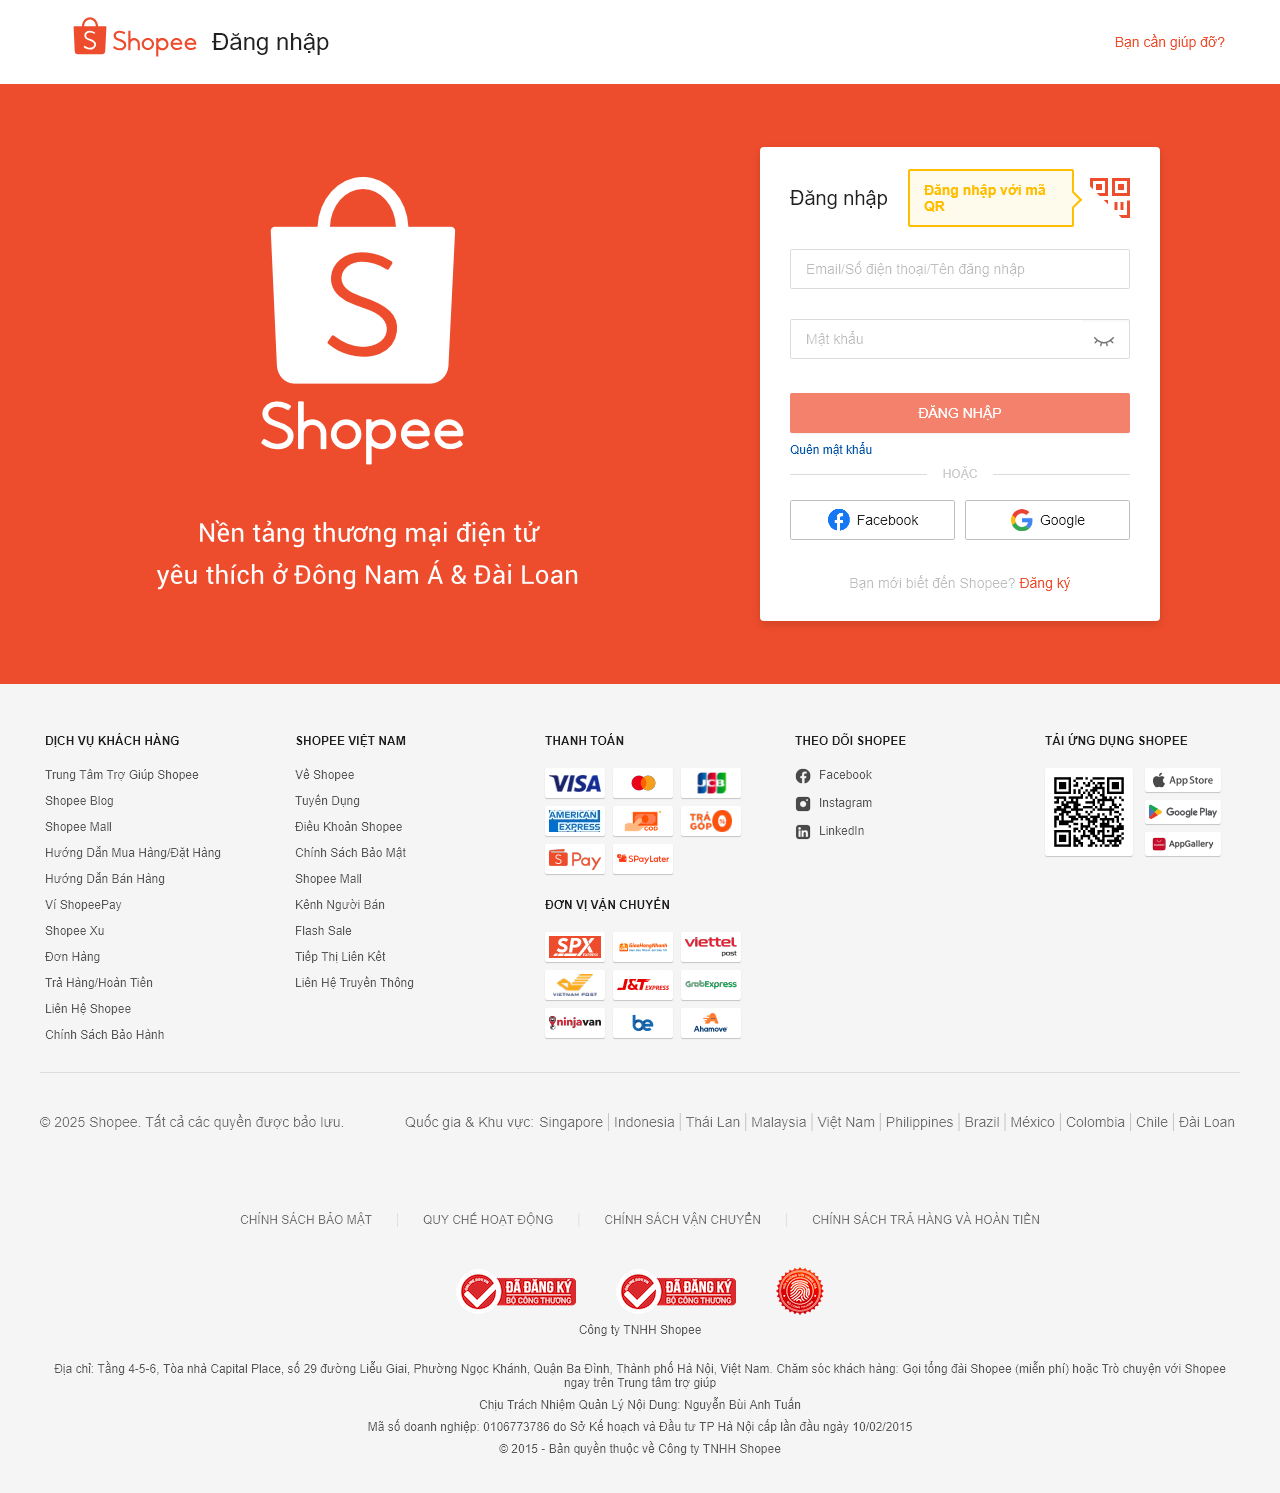 Shopee Đăng nhập
Bạn cần giúp đỡ?
Shopee
Nền tảng thương mại điện tử
yêu thích ở Đông Nam Á & Đài Loan
Đăng nhập
Đăng nhập với mã
QR
Email/Số điện thoại/Tên đăng nhập
Mật khẩu
ĐĂNG NHẬP
Quên mật khẩu
HOẶC
Facebook
Google
Bạn mới biết đến Shopee? Đăng ký
DỊCH VỤ KHÁCH HÀNG
Trung Tâm Trợ Giúp Shopee
Shopee Blog
Shopee Mall
Hướng Dẫn Mua Hàng/Đặt Hàng
Hướng Dẫn Bán Hàng
Ví ShopeePay
Shopee Xu
Đơn Hàng
Trả Hàng/Hoàn Tiền
Liên Hệ Shopee
Chính Sách Bảo Hành
SHOPEE VIỆT NAM
Về Shopee
Tuyển Dụng
Điều Khoản Shopee
Chính Sách Bảo Mật
Shopee Mall
Kênh Người Bán
Flash Sale
Tiếp Thị Liên Kết
Liên Hệ Truyền Thông
THANH TOÁN
VISA
JCB
AMERICAN
EXPRESS
COD
TRẢ
GÓP
Pay
SPayLater
ĐƠN VỊ VẬN CHUYỂN
SPX
EXPRESS
GiaoHangNhanh
viettel
post
VIETNAM POST
J&T EXPRESS
GrabExpress
ninjavan
be
Ahamove
THEO DÕI SHOPEE
Facebook
Instagram
LinkedIn
TẢI ỨNG DỤNG SHOPEE
App Store
Google Play
AppGallery
© 2025 Shopee. Tất cả các quyền được bảo lưu.
Quốc gia & Khu vực: Singapore Indonesia Thái Lan Malaysia Việt Nam Philippines Brazil México Colombia Chile Đài Loan
CHÍNH SÁCH BẢO MẬT
QUY CHẾ HOẠT ĐỘNG
CHÍNH SÁCH VẬN CHUYỂN
CHÍNH SÁCH TRẢ HÀNG VÀ HOÀN TIỀN
ĐÃ ĐĂNG KÝ
BỘ CÔNG THƯƠNG
ĐÃ ĐĂNG KÝ
BỘ CÔNG THƯƠNG
Công ty TNHH Shopee
Địa chỉ: Tầng 4-5-6, Tòa nhà Capital Place, số 29 đường Liễu Giai, Phường Ngọc Khánh, Quận Ba Đình, Thành phố Hà Nội, Việt Nam. Chăm sóc khách hàng: Gọi tổng đài Shopee (miễn phí) hoặc Trò chuyện với Shopee
ngay trên Trung tâm trợ giúp
Chịu Trách Nhiệm Quản Lý Nội Dung: Nguyễn Bùi Anh Tuấn
Mã số doanh nghiệp: 0106773786 do Sở Kế hoạch và Đầu tư TP Hà Nội cấp lần đầu ngày 10/02/2015
© 2015 - Bản quyền thuộc về Công ty TNHH Shopee